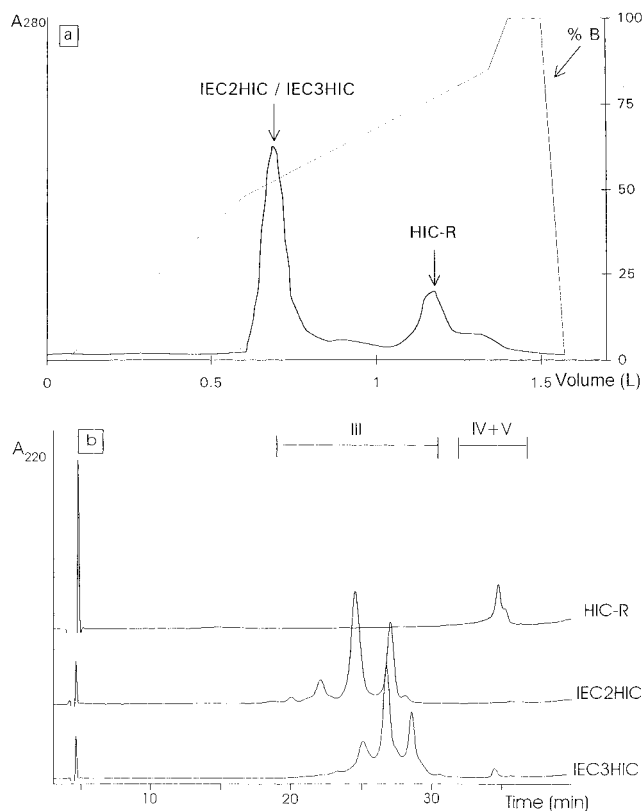 A280
a
100
% B
IEC2HIC / IEC3HIC
75
50
HIC-R
25
0
0
0.5
1
1.5
Volume (L)
b
III
IV+V
A220
HIC-R
IEC2HIC
IEC3HIC
10
20
30
Time (min)